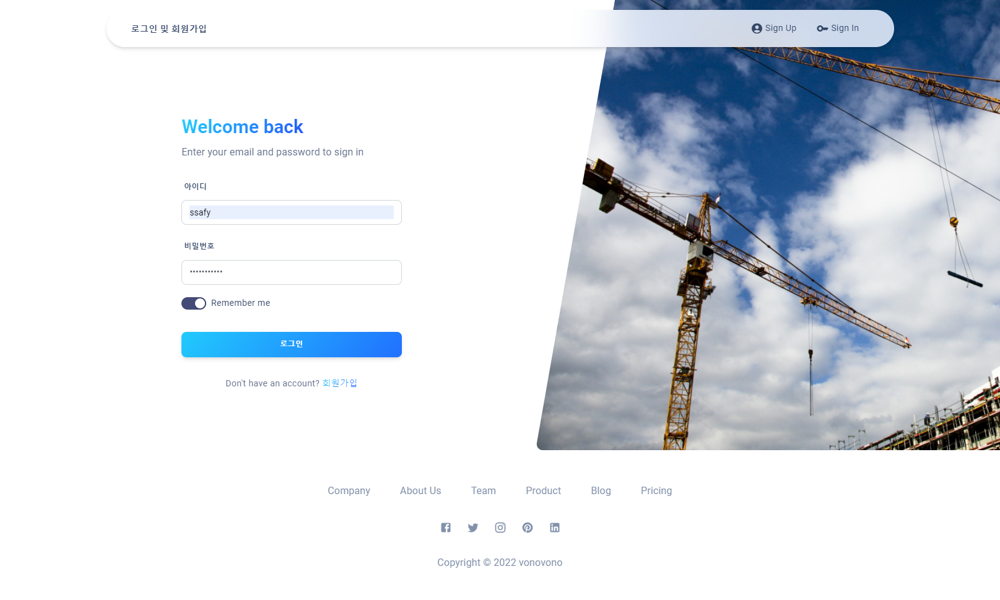 로그인 및 회원가입
Sign Up
Sign In
Welcome back
Enter your email and password to sign in
아이디
ssafy
비밀번호
•••••••••••
Remember me
로그인
Don't have an account? 회원가입
Company
About Us
Team
Product
Blog
Pricing
Copyright © 2022 vonovono